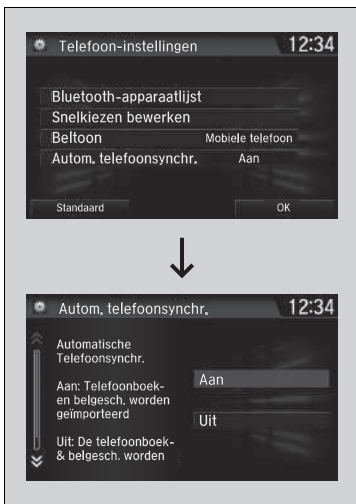 Telefoon-instellingen 12:34
Bluetooth-apparaatlijst
Snelkiezen bewerken
Beltoon Mobiele telefoon
Autom. telefoonsynchr. Aan
Standaard OK
Autom. telefoonsynchr. 12:34
Automatische
Telefoonsynchr.
Aan: Telefoonboek-
en belgesch. worden
geïmporteerd
Uit: De telefoonboek-
& belgesch. worden
Aan
Uit